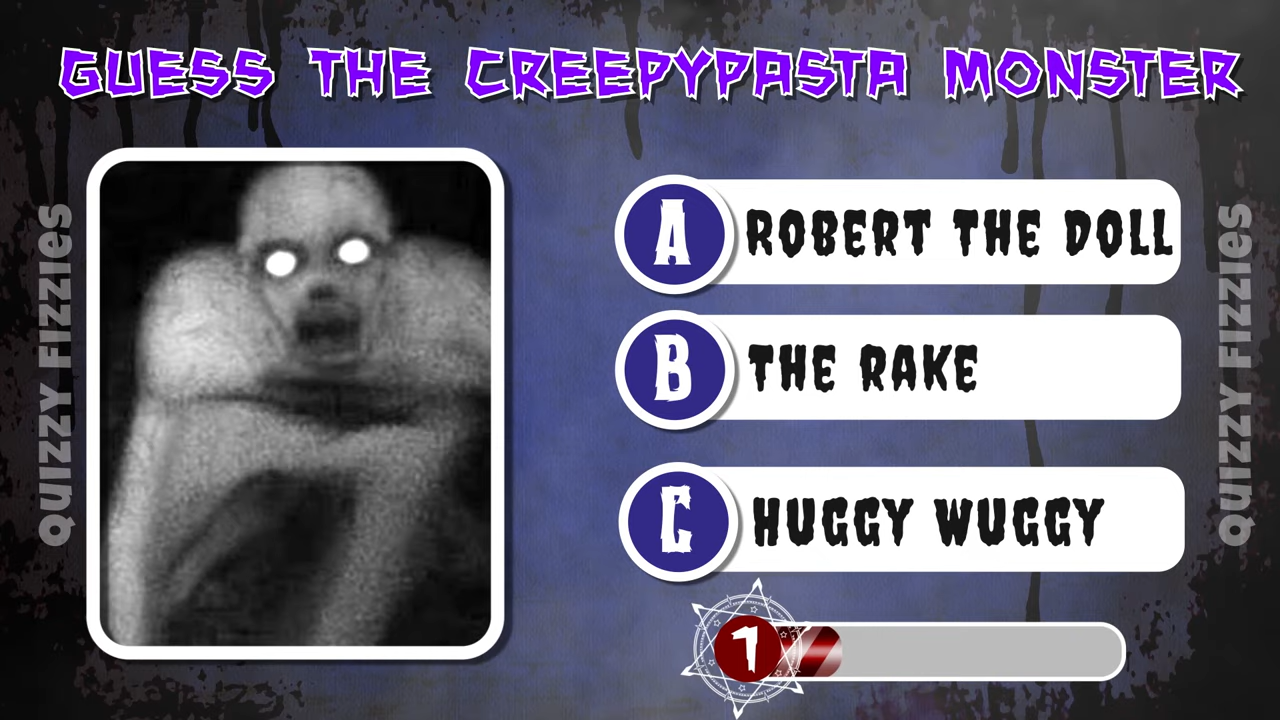 GUESS THE CREEPYPASTA MONSTER
QUIZZY FIZZIES
A ROBERT THE DOLL
B THE RAKE
C HUGGY WUGGY
1
QUIZZY FIZZIES